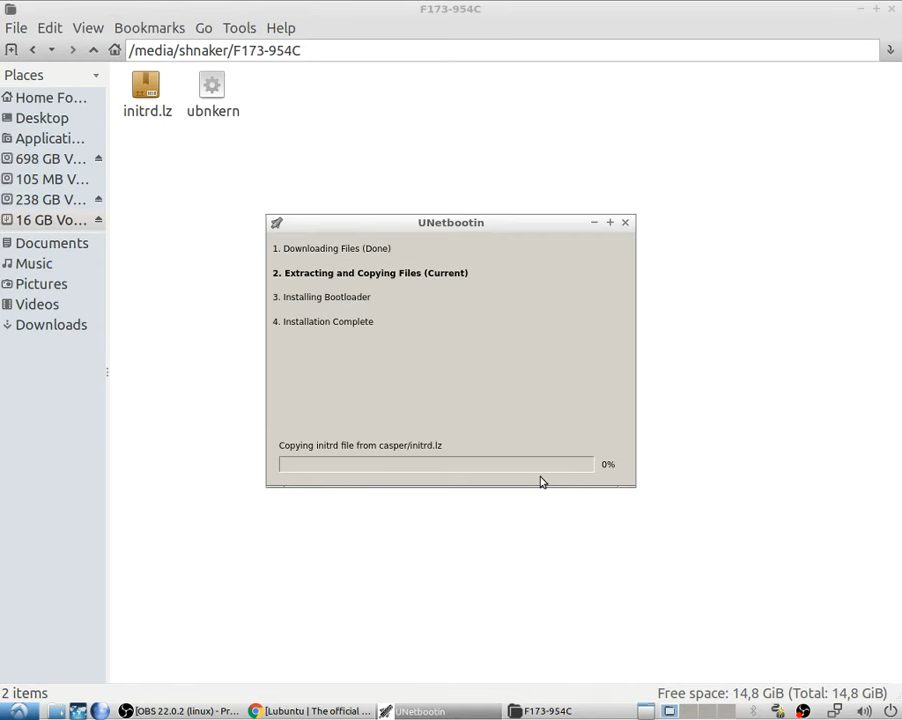 F173-954C
File Edit View Bookmarks Go Tools Help
/media/shnaker/F173-954C
Places
Home Fo...
Desktop
Applicati...
698 GB V...
105 MB V...
238 GB V...
16 GB Vo...
Documents
Music
Pictures
Videos
Downloads
initrd.lz
ubnkern
UNetbootin
1. Downloading Files (Done)
2. Extracting and Copying Files (Current)
3. Installing Bootloader
4. Installation Complete
Copying initrd file from casper/initrd.lz
0%
2 items
Free space: 14,8 GiB (Total: 14,8 GiB)
[OBS 22.0.2 (linux) - Pr...
[Lubuntu | The official ...
UNetbootin
F173-954C